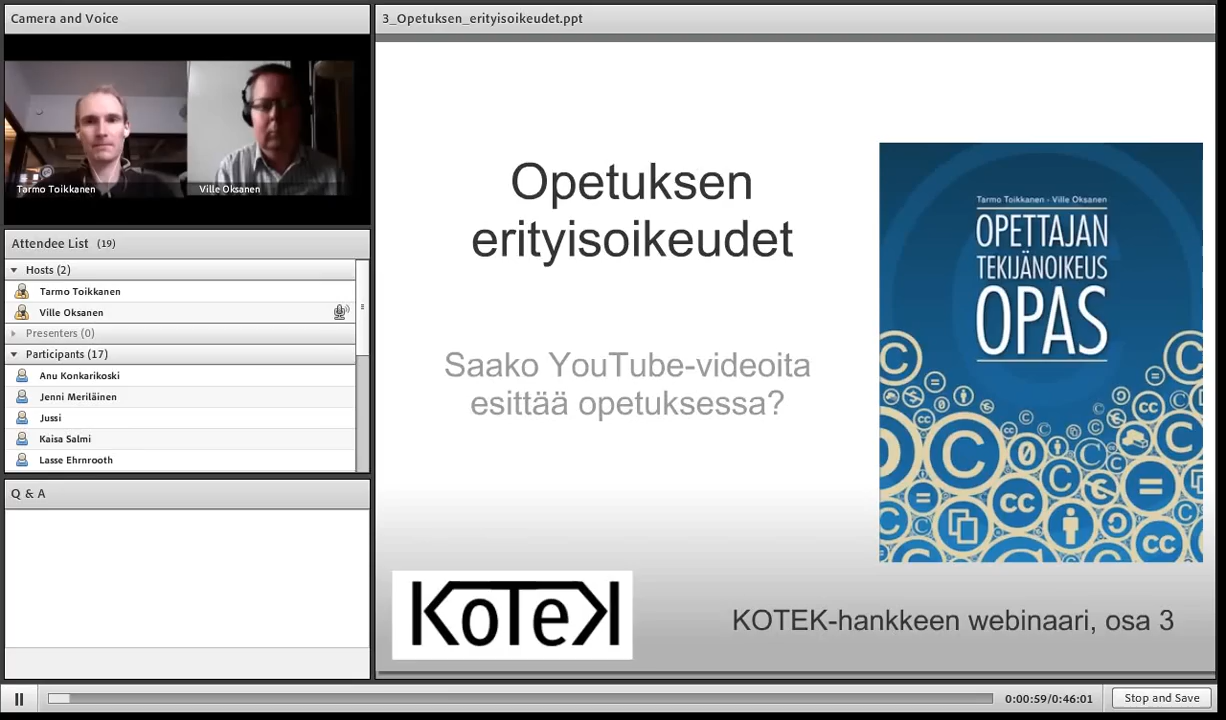 Camera and Voice
Tarmo Toikkanen
Ville Oksanen
Attendee List (19)
Hosts (2)
Tarmo Toikkanen
Ville Oksanen
Presenters (0)
Participants (17)
Anu Konkarikoski
Jenni Meriläinen
Jussi
Kaisa Salmi
Lasse Ehrnrooth
Q & A
3_Opetuksen_erityisoikeudet.ppt
Opetuksen
erityisoikeudet
Saako YouTube-videoita
esittää opetuksessa?
Tarmo Toikkanen - Ville Oksanen
OPETTAJAN
TEKIJÄNOIKEUS
OPAS
KoTeK
KOTEK-hankkeen webinaari, osa 3
0:00:59/0:46:01
Stop and Save